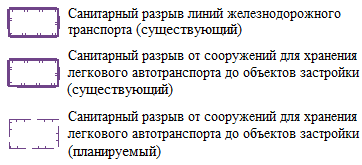 Санитарный разрыв линий железнодорожного
транспорта (существующий)
Санитарный разрыв от сооружений для хранения
легкового автотранспорта до объектов застройки
(существующий)
Санитарный разрыв от сооружений для хранения
легкового автотранспорта до объектов застройки
(планируемый)